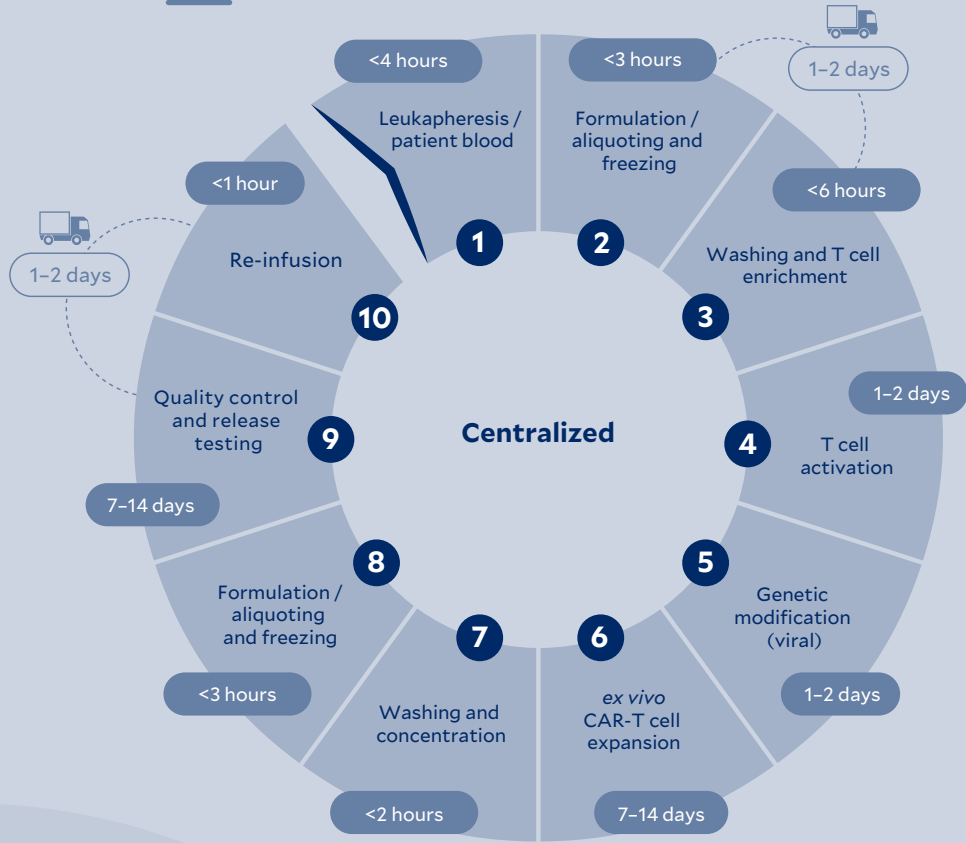 <4 hours
Leukapheresis /
patient blood
1
<3 hours
Formulation /
aliquoting and
freezing
2
1–2 days
<6 hours
Washing and T cell
enrichment
3
1–2 days
T cell
activation
4
Genetic
modification
(viral)
5
1–2 days
ex vivo
CAR-T cell
expansion
6
7–14 days
Washing and
concentration
7
<2 hours
Formulation /
aliquoting
and freezing
8
<3 hours
Quality control
and release
testing
9
7–14 days
1–2 days
<1 hour
Re-infusion
10
Centralized